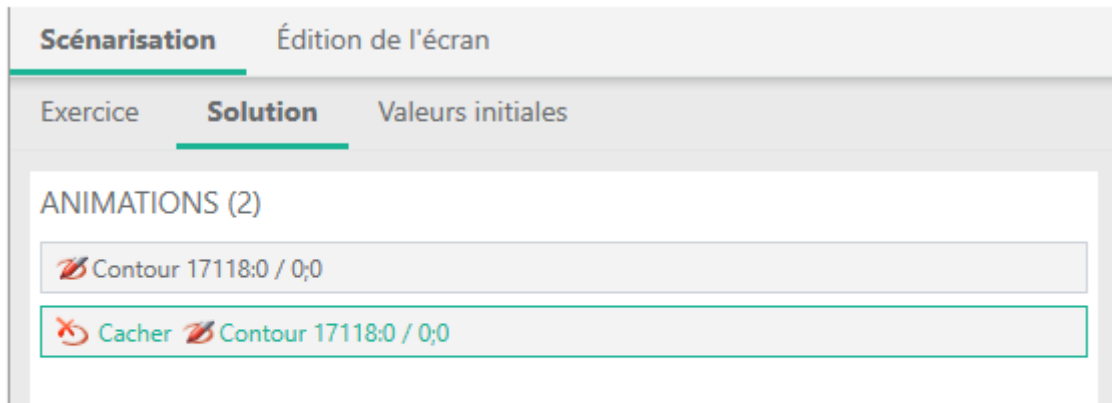 Scénarisation Édition de l'écran
Exercice Solution Valeurs initiales
ANIMATIONS (2)
Contour 17118:0 / 0;0
Cacher Contour 17118:0 / 0;0